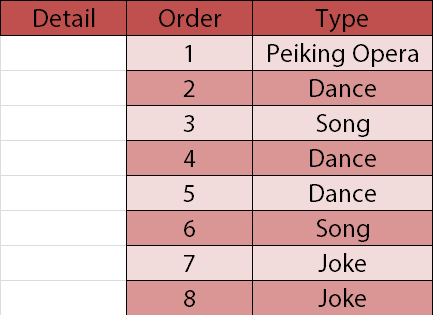 Detail Order Type
1 Peiking Opera
2 Dance
3 Song
4 Dance
5 Dance
6 Song
7 Joke
8 Joke